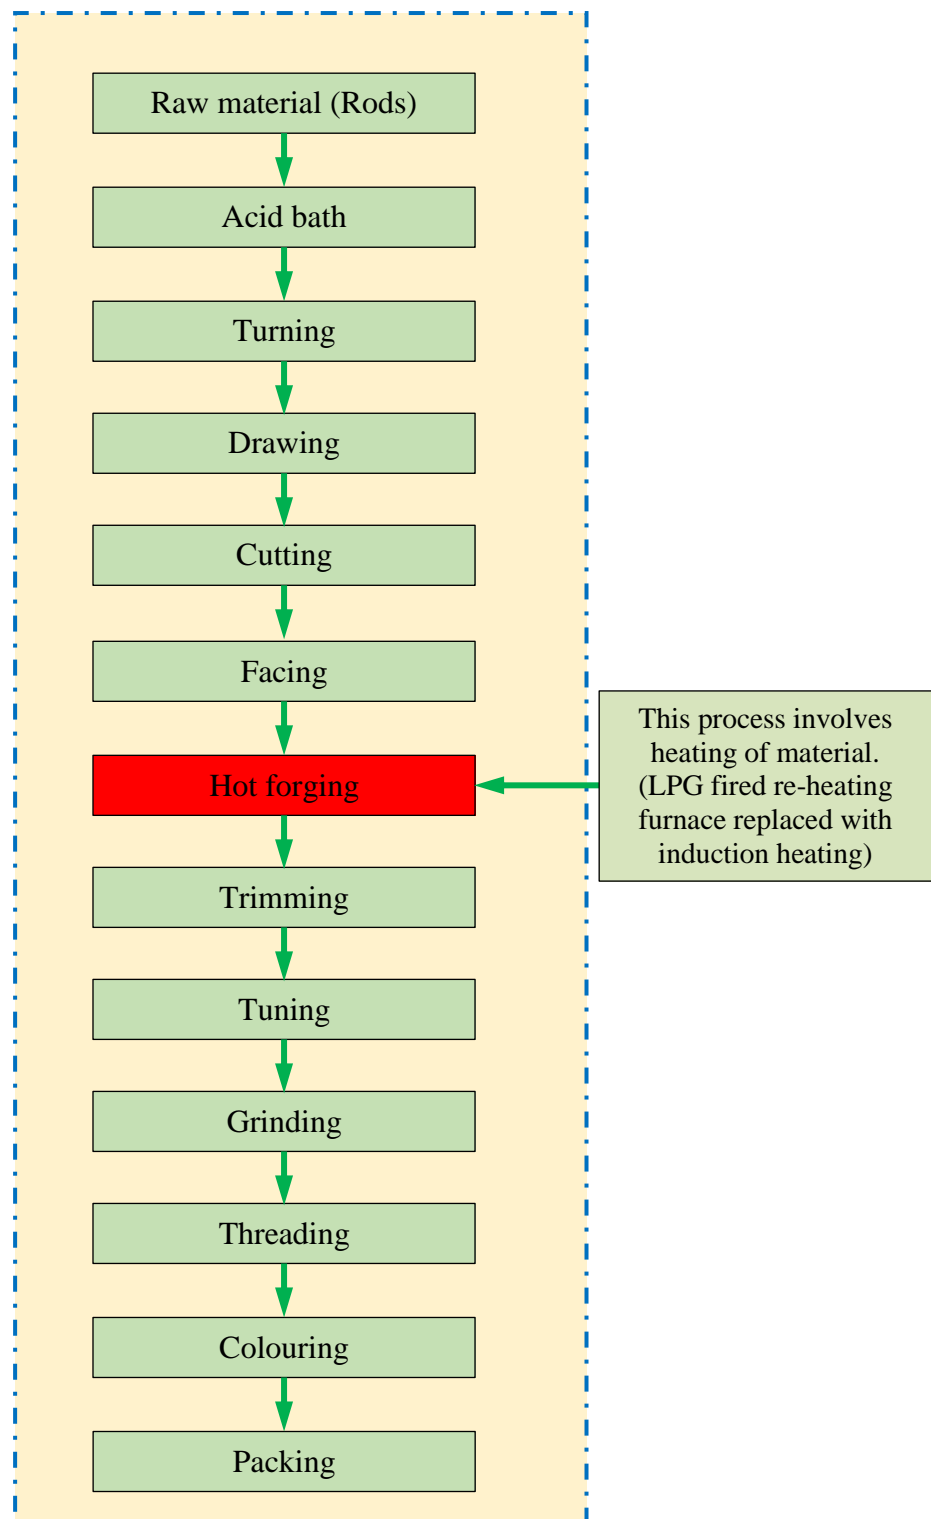 Raw material (Rods)
Acid bath
Turning
Drawing
Cutting
Facing
Hot forging
This process involves
heating of material.
(LPG fired re-heating
furnace replaced with
induction heating)
Trimming
Tuning
Grinding
Threading
Colouring
Packing